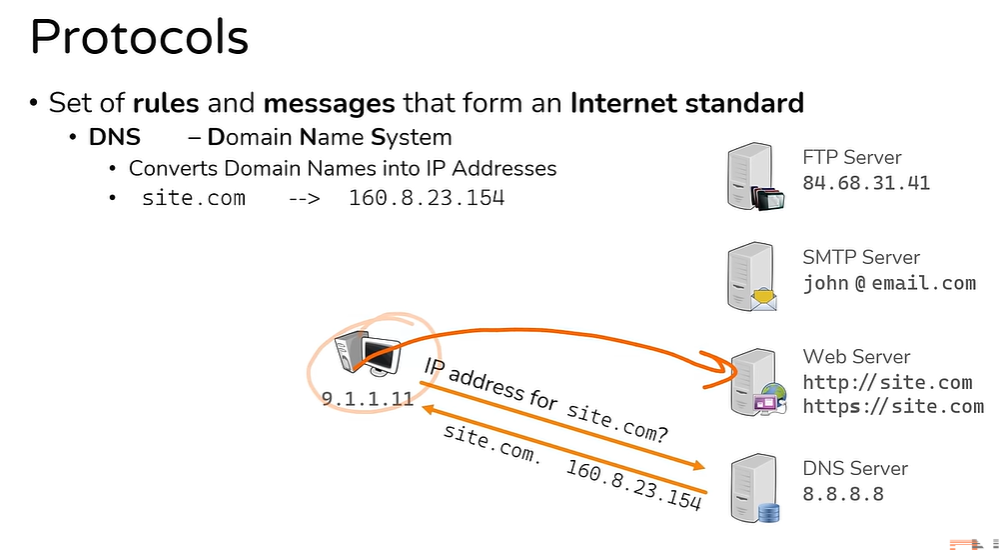 Protocols
• Set of rules and messages that form an Internet standard
• DNS – Domain Name System
• Converts Domain Names into IP Addresses
• site.com --> 160.8.23.154
FTP Server
84.68.31.41
SMTP Server
john @ email.com
Web Server
http://site.com
https://site.com
9.1.1.11
IP address for site.com?
site.com. 160.8.23.154
DNS Server
8.8.8.8